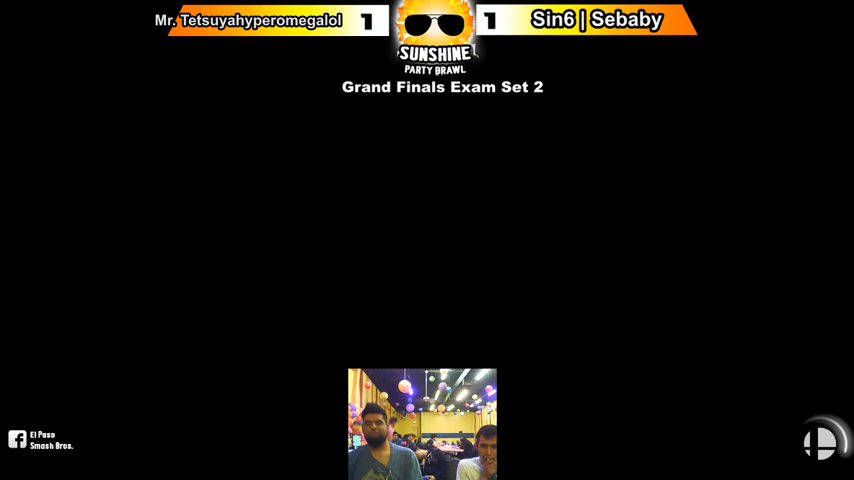 Mr. Tetsuyahyperomegalol 1
1 Sin6 | Sebaby
SUNSHINE
PARTY BRAWL
Grand Finals Exam Set 2
El Paso
Smash Bros.